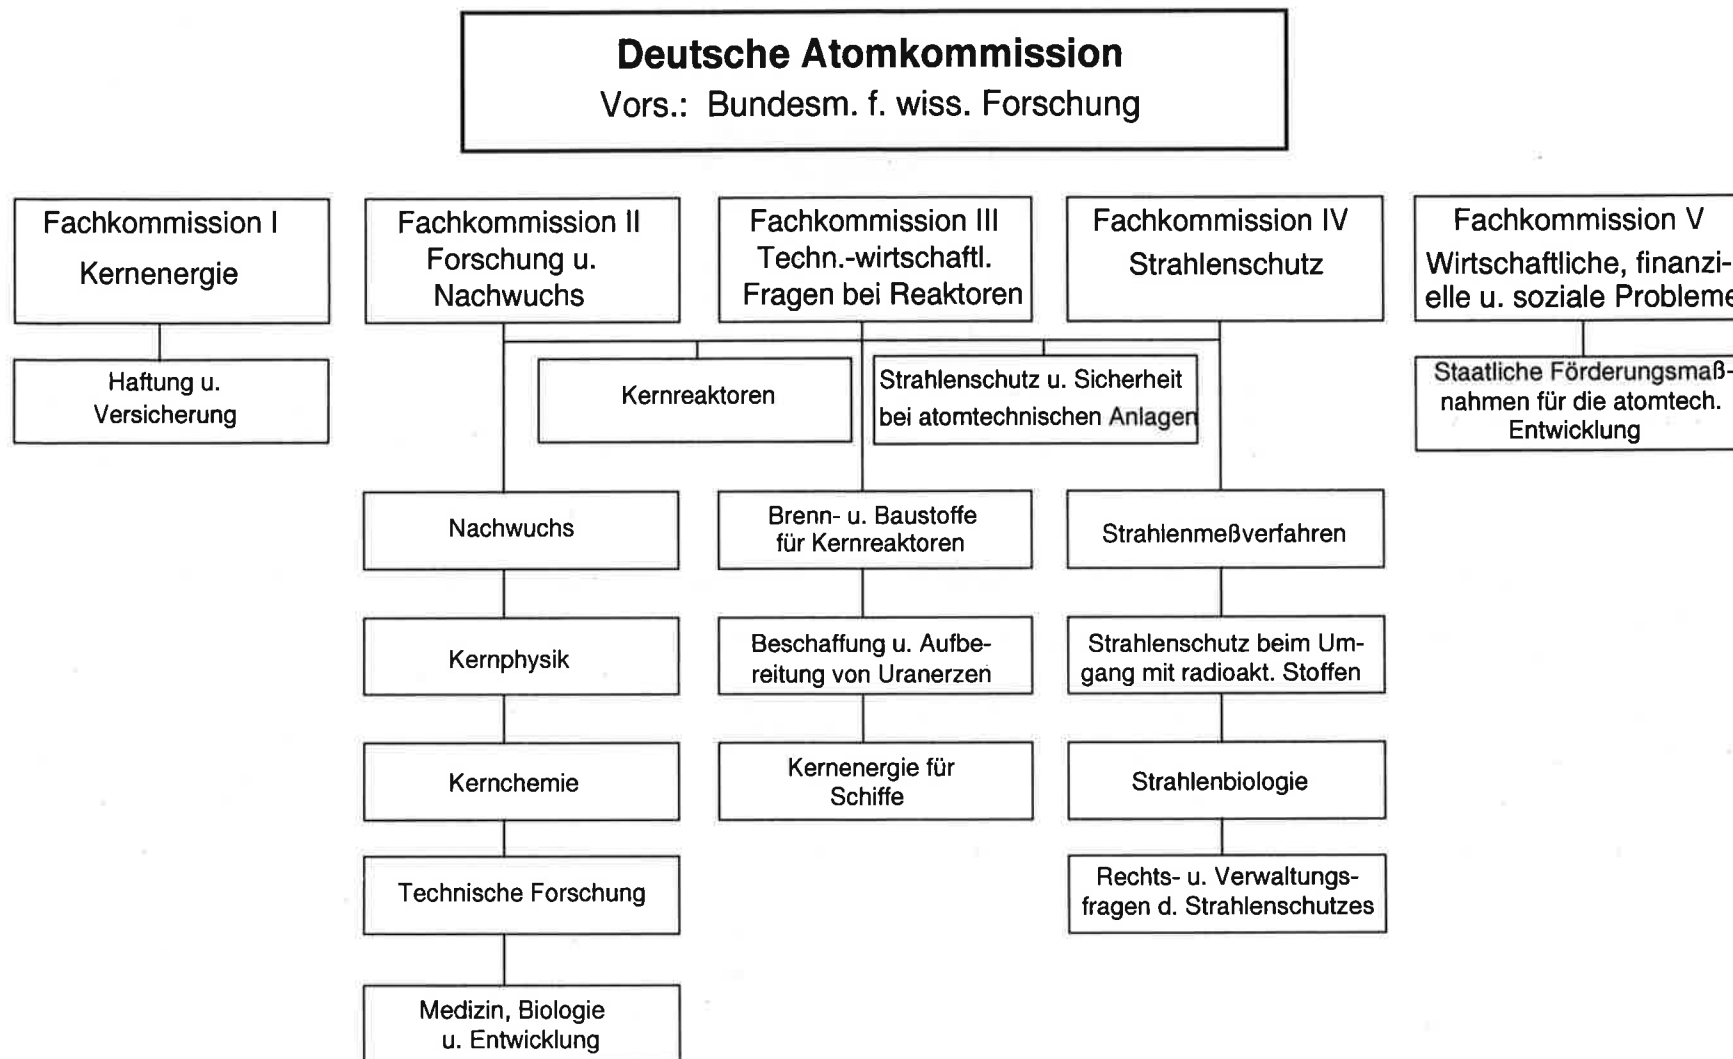 Deutsche Atomkommission
Vors.: Bundesm. f. wiss. Forschung
Fachkommission I
Kernenergie
Fachkommission II
Forschung u.
Nachwuchs
Fachkommission III
Techn.-wirtschaftl.
Fragen bei Reaktoren
Fachkommission IV
Strahlenschutz
Fachkommission V
Wirtschaftliche, finanzi-
elle u. soziale Probleme
Haftung u.
Versicherung
Kernreaktoren
Strahlenschutz u. Sicherheit
bei atomtechnischen Anlagen
Staatliche Förderungsmaß-
nahmen für die atomtech.
Entwicklung
Nachwuchs
Brenn- u. Baustoffe
für Kernreaktoren
Strahlenmeßverfahren
Kernphysik
Beschaffung u. Aufbe-
reitung von Uranerzen
Strahlenschutz beim Um-
gang mit radioakt. Stoffen
Kernchemie
Kernenergie für
Schiffe
Strahlenbiologie
Technische Forschung
Rechts- u. Verwaltungs-
fragen d. Strahlenschutzes
Medizin, Biologie
u. Entwicklung